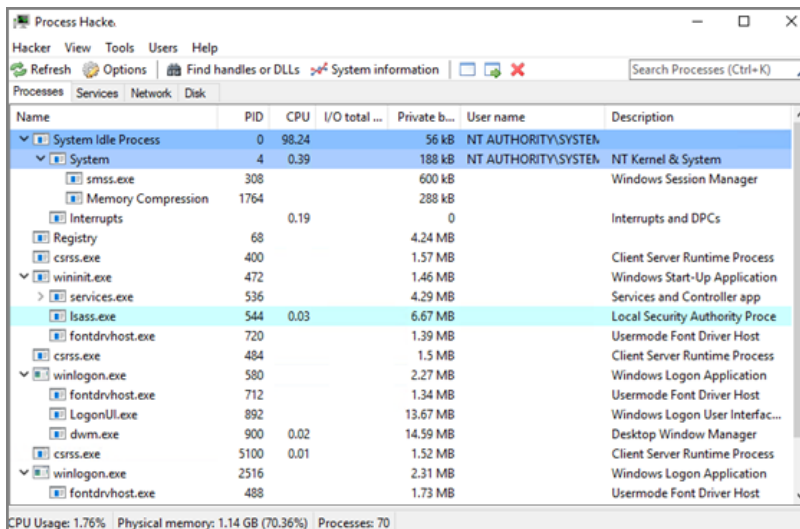 Process Hacker
Hacker View Tools Users Help
Refresh Options Find handles or DLLs System information Search Processes (Ctrl+K)
Processes Services Network Disk
Name PID CPU I/O total ... Private b... User name Description
System Idle Process 0 98.24 56 kB NT AUTHORITY\SYSTEM
System 4 0.39 188 kB NT AUTHORITY\SYSTEM NT Kernel & System
smss.exe 308 600 kB Windows Session Manager
Memory Compression 1764 288 kB
Interrupts 0.19 0 Interrupts and DPCs
Registry 68 4.24 MB
csrss.exe 400 1.57 MB Client Server Runtime Process
wininit.exe 472 1.46 MB Windows Start-Up Application
services.exe 536 4.29 MB Services and Controller app
lsass.exe 544 0.03 6.67 MB Local Security Authority Proce
fontdrvhost.exe 720 1.39 MB Usermode Font Driver Host
csrss.exe 484 1.5 MB Client Server Runtime Process
winlogon.exe 580 2.27 MB Windows Logon Application
fontdrvhost.exe 712 1.34 MB Usermode Font Driver Host
LogonUI.exe 892 13.67 MB Windows Logon User Interfac...
dwm.exe 900 0.02 14.59 MB Desktop Window Manager
csrss.exe 5100 0.01 1.52 MB Client Server Runtime Process
winlogon.exe 2516 2.31 MB Windows Logon Application
fontdrvhost.exe 488 1.73 MB Usermode Font Driver Host
CPU Usage: 1.76% Physical memory: 1.14 GB (70.36%) Processes: 70